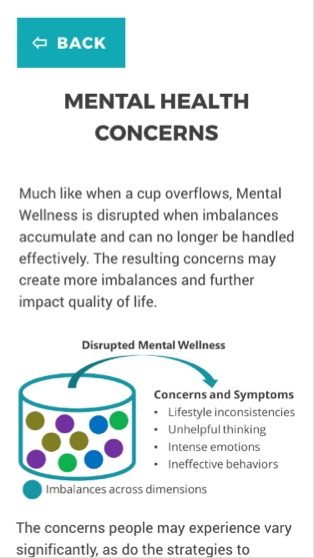 ⇦ BACK
MENTAL HEALTH
CONCERNS
Much like when a cup overflows, Mental
Wellness is disrupted when imbalances
accumulate and can no longer be handled
effectively. The resulting concerns may
create more imbalances and further
impact quality of life.
Disrupted Mental Wellness
Concerns and Symptoms
• Lifestyle inconsistencies
• Unhelpful thinking
• Intense emotions
• Ineffective behaviors
Imbalances across dimensions
The concerns people may experience vary
significantly, as do the strategies to